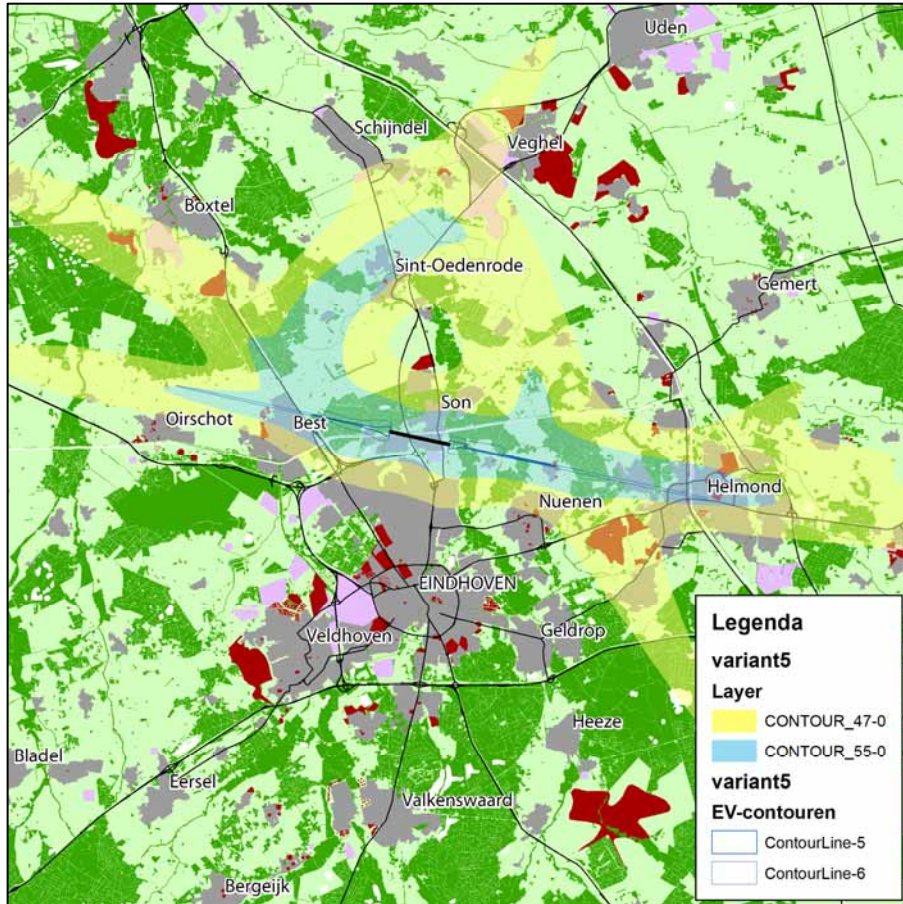 Uden
Schijndel
Veghel
Boxtel
Sint-Oedenrode
Gemert
Son
Oirschot
Best
Helmond
Nuenen
EINDHOVEN
Veldhoven
Geldrop
Heeze
Bladel
Eersel
Valkenswaard
Bergeijk
Legenda
variant5
Layer
CONTOUR_47-0
CONTOUR_55-0
variant5
EV-contouren
ContourLine-5
ContourLine-6